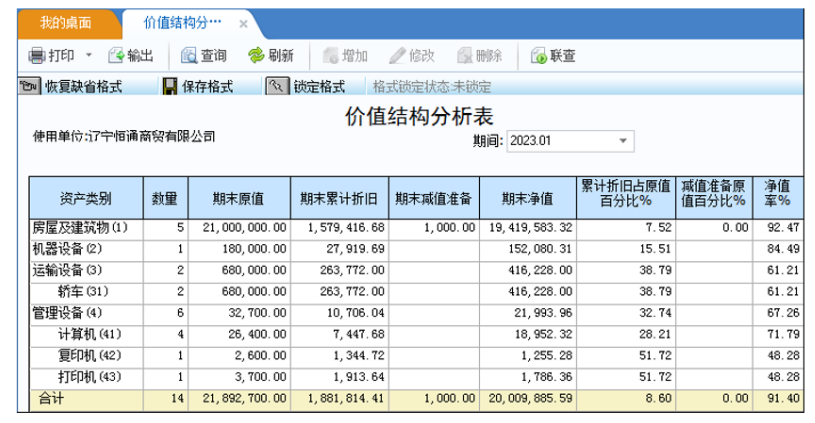 我的桌面 价值结构分… ×
打印 输出 查询 刷新 增加 修改 删除 联查
恢复缺省格式 保存格式 锁定格式 格式锁定状态:未锁定
价值结构分析表
使用单位:辽宁恒通商贸有限公司 期间: 2023.01
资产类别 数量 期末原值 期末累计折旧 期末减值准备 期末净值 累计折旧占原值百分比% 减值准备原值百分比% 净值率%
房屋及建筑物(1) 5 21,000,000.00 1,579,416.68 1,000.00 19,419,583.32 7.52 0.00 92.47
机器设备(2) 1 180,000.00 27,919.69 152,080.31 15.51 84.49
运输设备(3) 2 680,000.00 263,772.00 416,228.00 38.79 61.21
轿车(31) 2 680,000.00 263,772.00 416,228.00 38.79 61.21
管理设备(4) 6 32,700.00 10,706.04 21,993.96 32.74 67.26
计算机(41) 4 26,400.00 7,447.68 18,952.32 28.21 71.79
复印机(42) 1 2,600.00 1,344.72 1,255.28 51.72 48.28
打印机(43) 1 3,700.00 1,913.64 1,786.36 51.72 48.28
合计 14 21,892,700.00 1,881,814.41 1,000.00 20,009,885.59 8.60 0.00 91.40